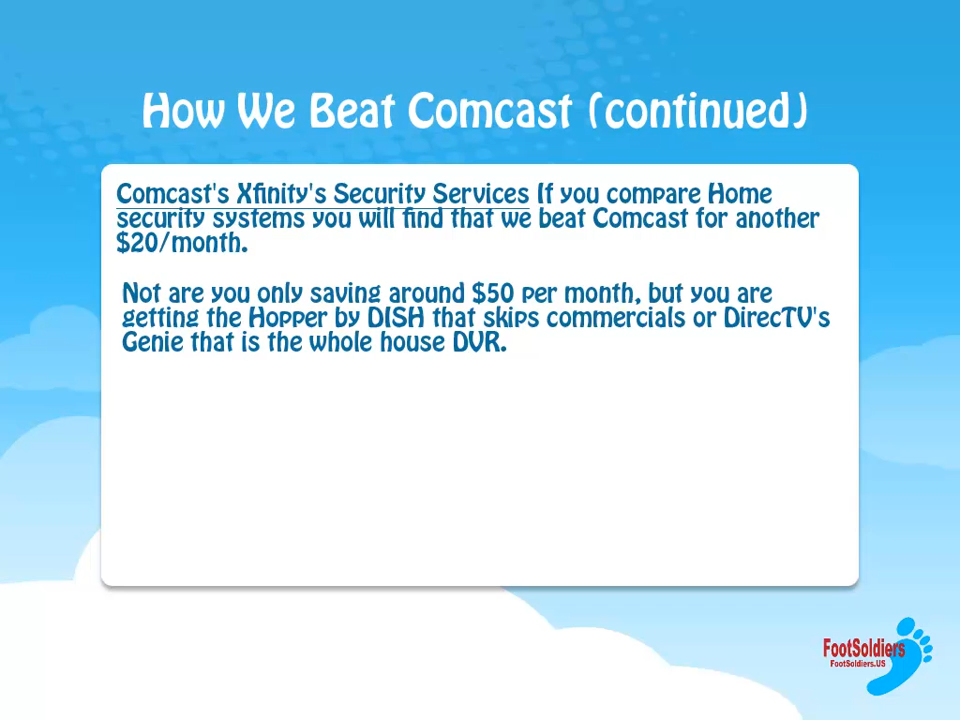 How We Beat Comcast (continued)
Comcast's Xfinity's Security Services If you compare Home
security systems you will find that we beat Comcast for another
$20/month.
Not are you only saving around $50 per month, but you are
getting the Hopper by DISH that skips commercials or DirecTV's
Genie that is the whole house DVR.
FootSoldiers
FootSoldiers.US